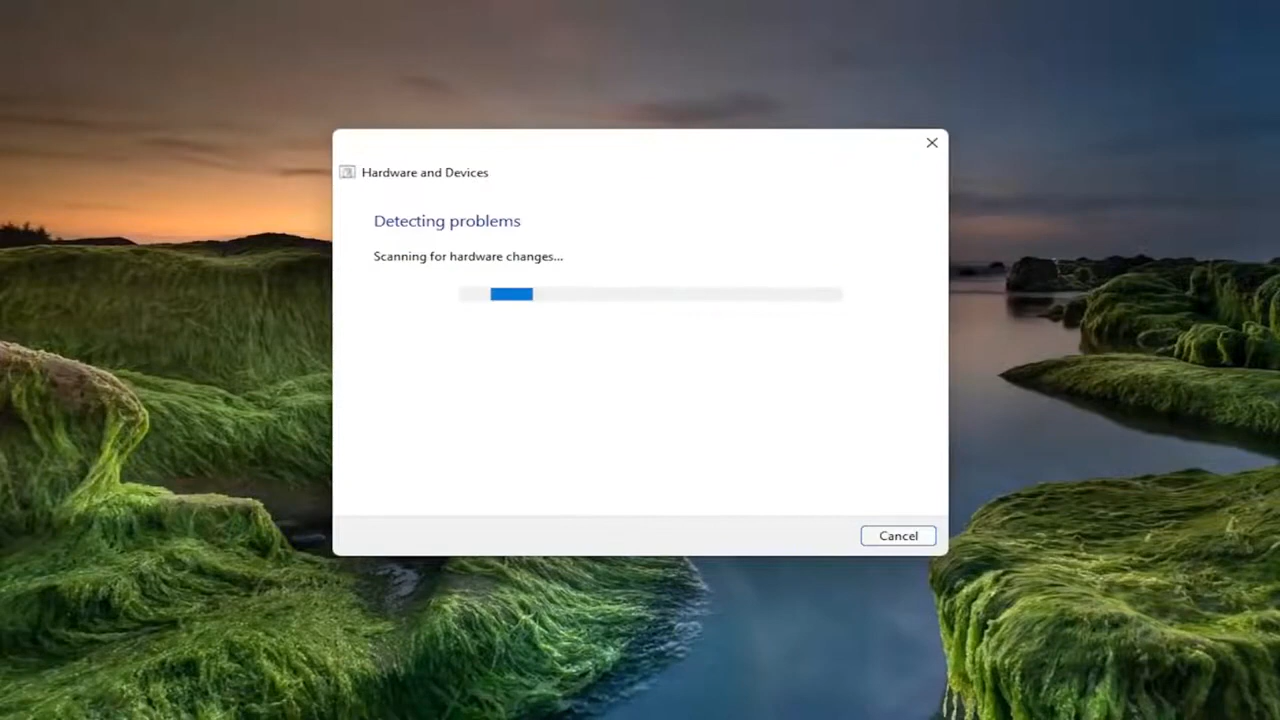 Hardware and Devices
Detecting problems
Scanning for hardware changes...
Cancel